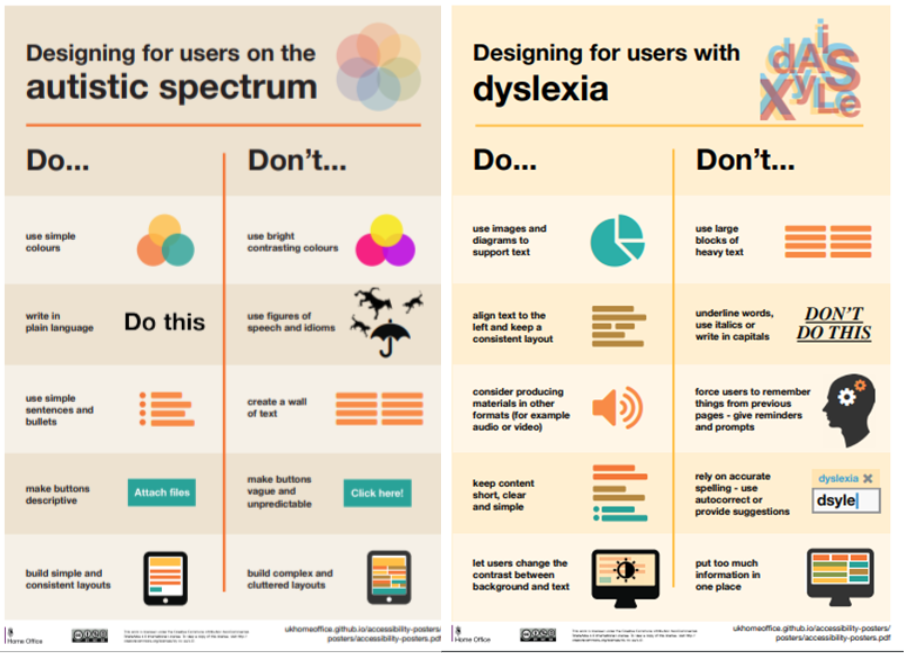 Designing for users on the
autistic spectrum
Do...
Don't...
use simple
colours
use bright
contrasting colours
write in
plain language
Do this
use figures of
speech and idioms
use simple
sentences and
bullets
create a wall
of text
make buttons
descriptive
Attach files
make buttons
vague and
unpredictable
Click here!
build simple and
consistent layouts
build complex and
cluttered layouts
Home Office
ukhomeoffice.github.io/accessibility-posters/
posters/accessibility-posters.pdf
Designing for users with
dyslexia
daisXyLe
Do...
Don't...
use images and
diagrams to
support text
use large
blocks of
heavy text
align text to the
left and keep a
consistent layout
underline words,
use italics or
write in capitals
DON'T
DO THIS
consider producing
materials in other
formats (for example
audio or video)
force users to remember
things from previous
pages - give reminders
and prompts
keep content
short, clear
and simple
rely on accurate
spelling - use
autocorrect or
provide suggestions
dyslexia
dsyle
let users change the
contrast between
background and text
put too much
information in
one place
Home Office
ukhomeoffice.github.io/accessibility-posters/
posters/accessibility-posters.pdf